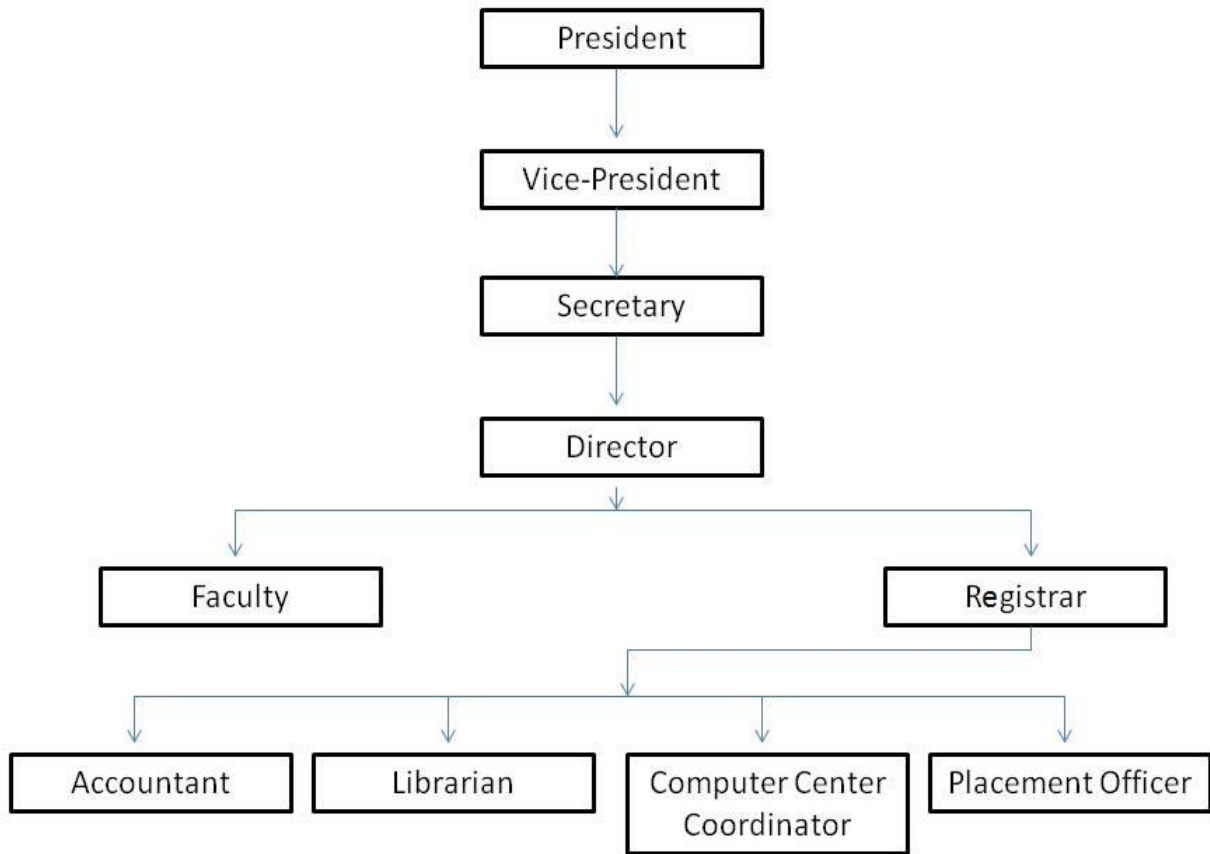 President
Vice-President
Secretary
Director
Faculty
Registrar
Accountant
Librarian
Computer Center
Coordinator
Placement Officer